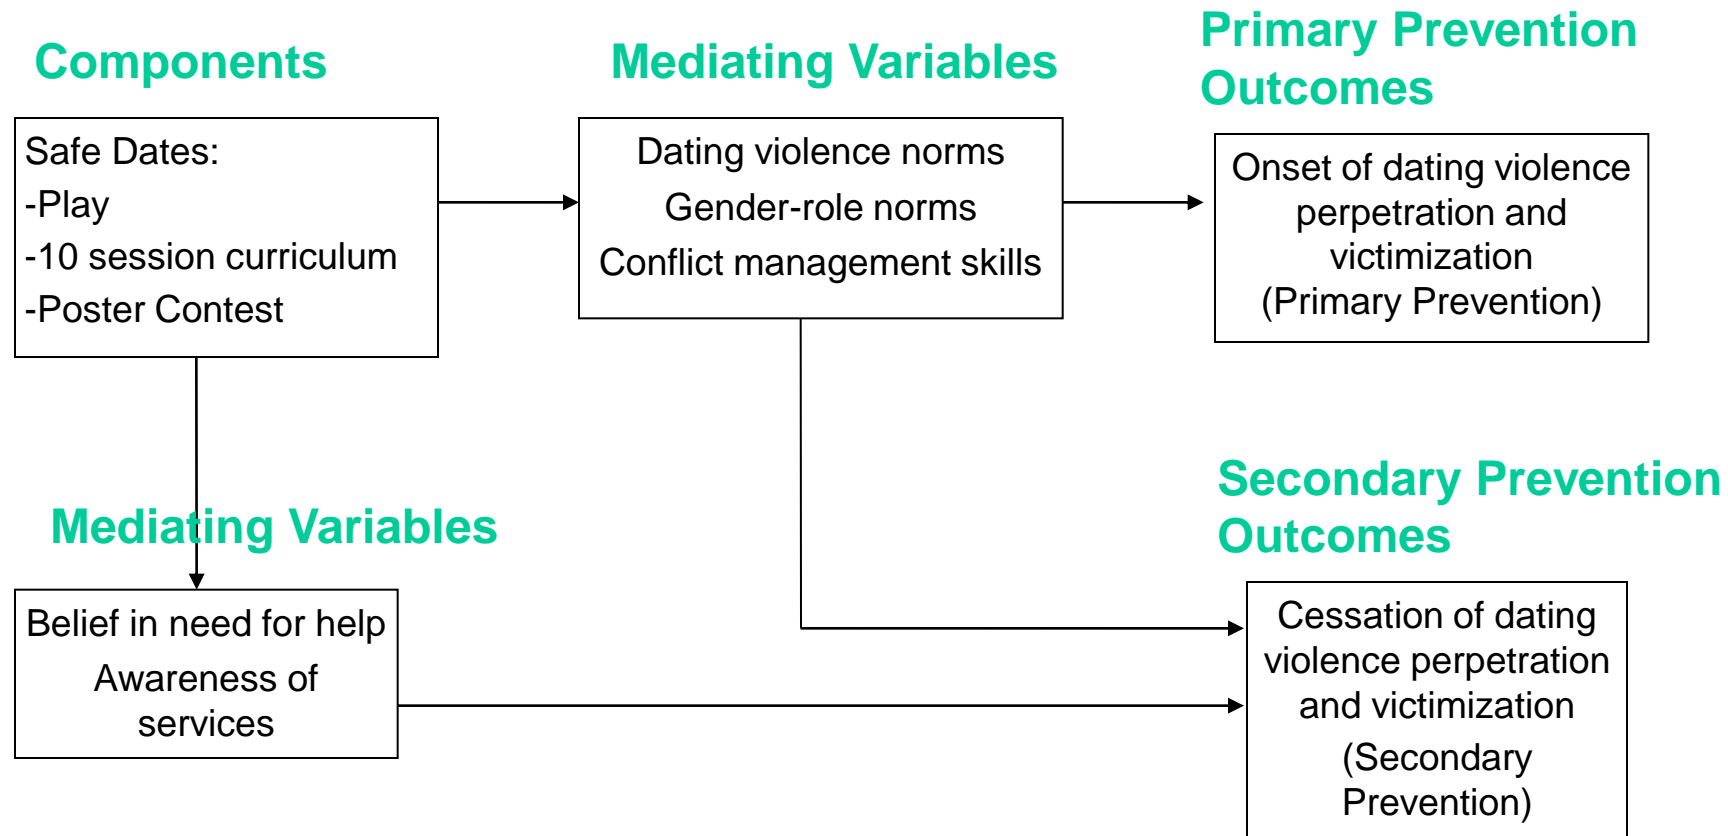 Components
Safe Dates:
-Play
-10 session curriculum
-Poster Contest
Mediating Variables
Dating violence norms
Gender-role norms
Conflict management skills
Primary Prevention
Outcomes
Onset of dating violence
perpetration and
victimization
(Primary Prevention)
Mediating Variables
Belief in need for help
Awareness of
services
Secondary Prevention
Outcomes
Cessation of dating
violence perpetration
and victimization
(Secondary
Prevention)